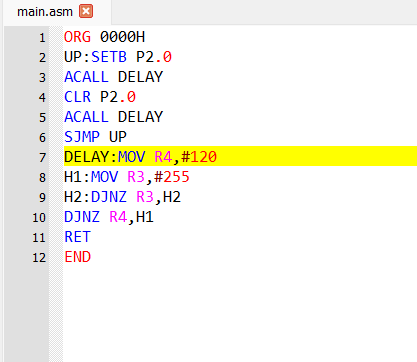 main.asm
1 ORG 0000H
2 UP:SETB P2.0
3 ACALL DELAY
4 CLR P2.0
5 ACALL DELAY
6 SJMP UP
7 DELAY:MOV R4,#120
8 H1:MOV R3,#255
9 H2:DJNZ R3,H2
10 DJNZ R4,H1
11 RET
12 END